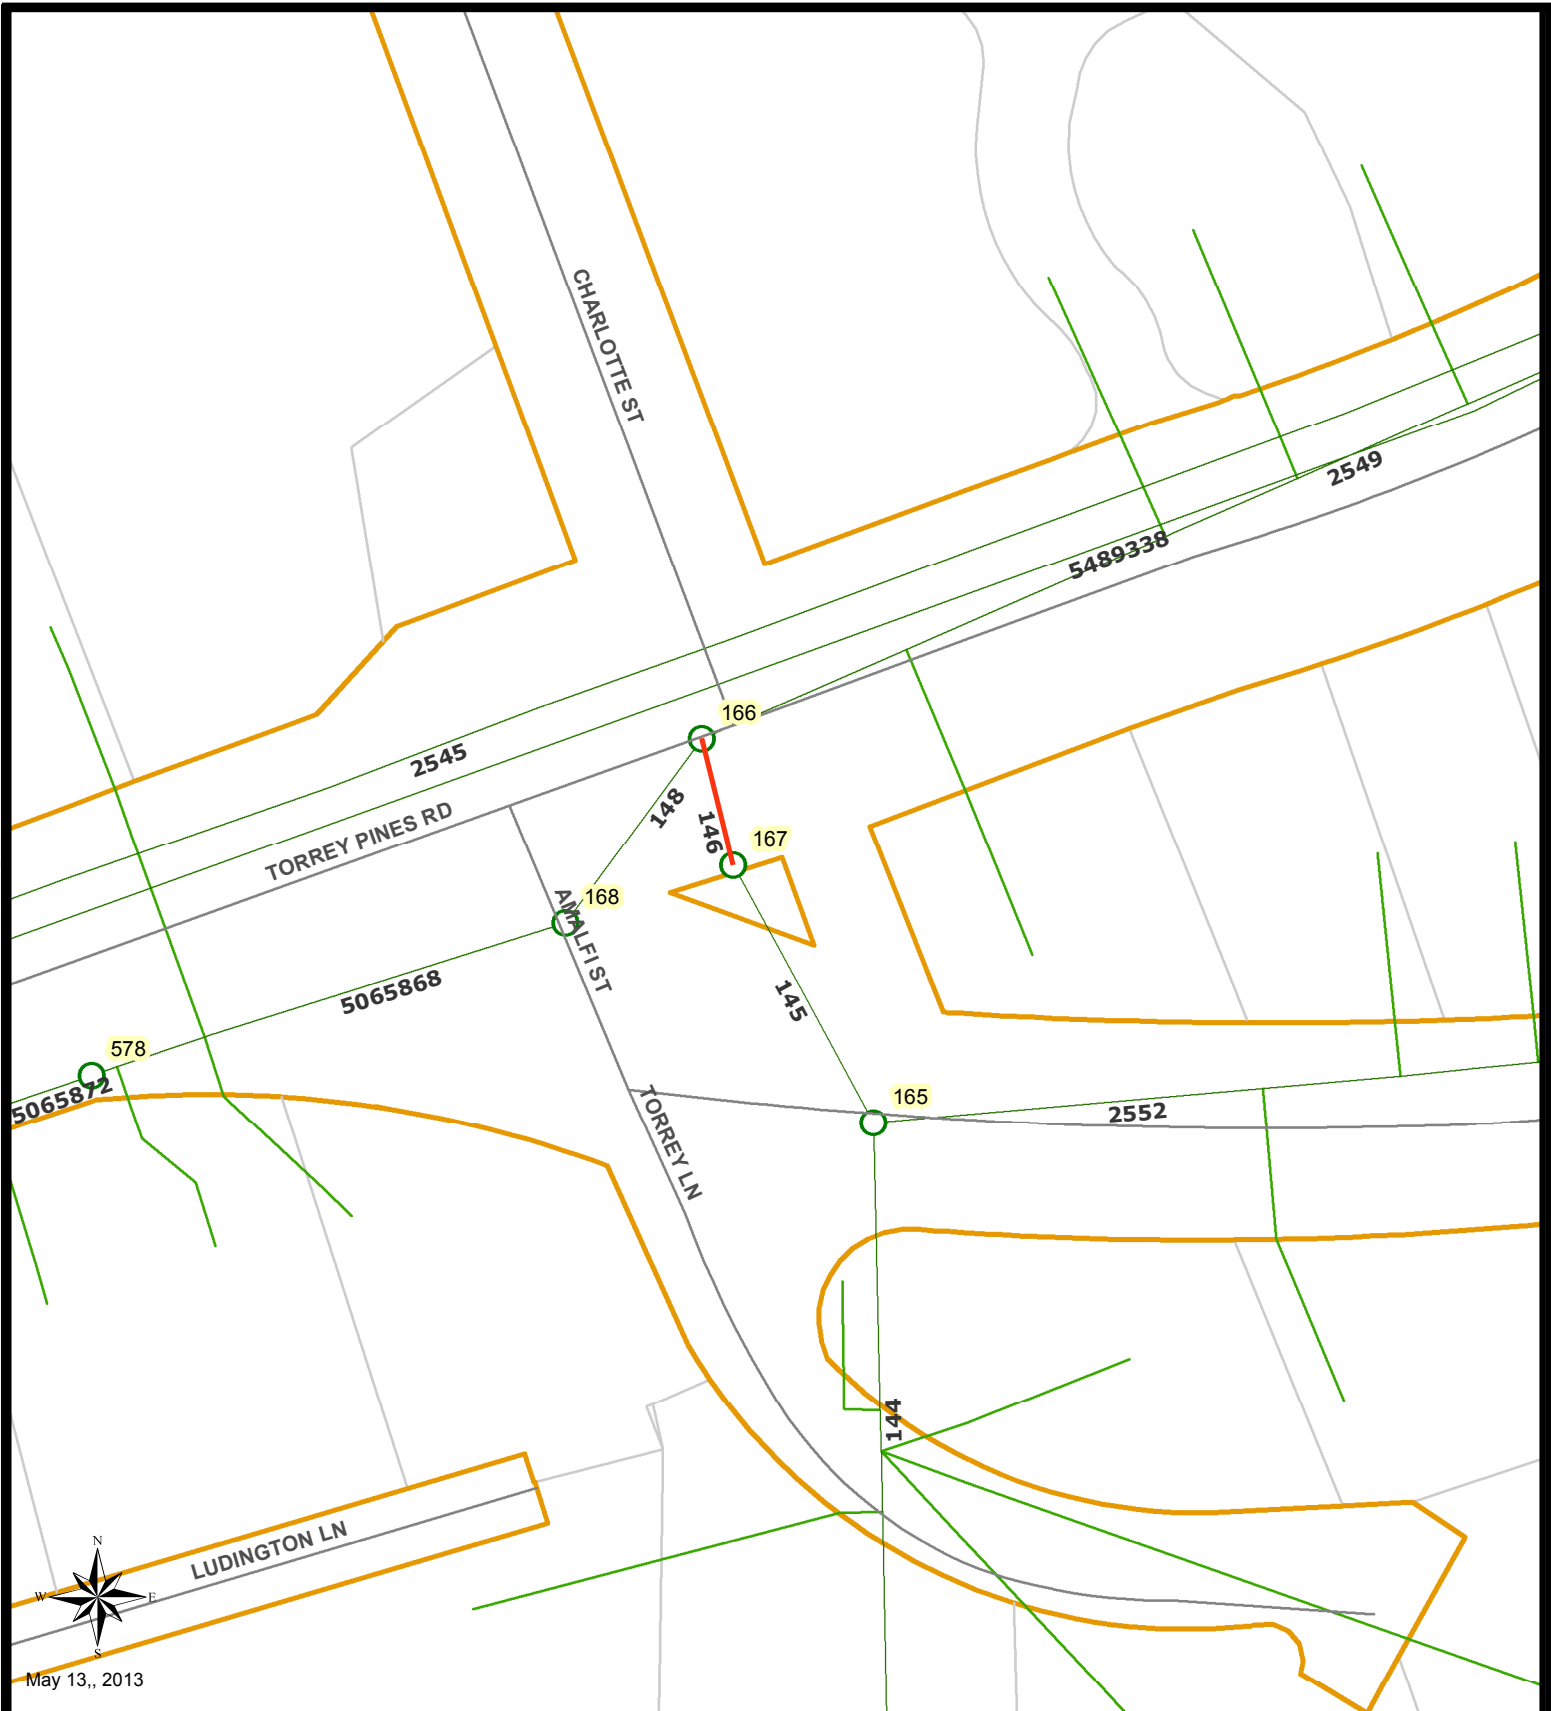 CHARLOTTE ST
2549
5489338
166
2545
148
146
TORREY PINES RD
167
168
AMALFI ST
5065868
145
578
5065872
165
2552
TORREY LN
144
LUDINGTON LN
N
W
E
S
May 13,, 2013